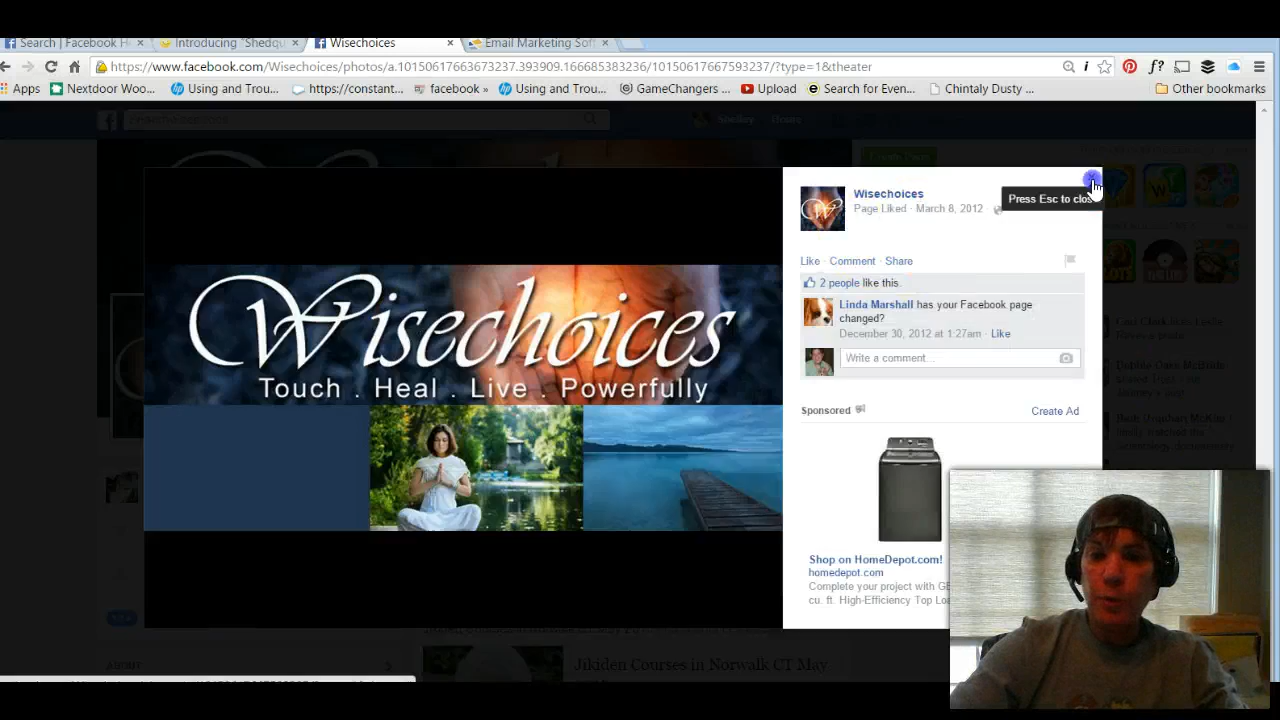 Search | Facebook H
Introducing "Shedqu
Wisechoices
Email Marketing Sof
https://www.facebook.com/Wisechoices/photos/a.10150617663673237.393909.166685383236/10150617667593237/?type=1&theater
Apps
Nextdoor Woo...
Using and Trou...
https://constant...
facebook »
Using and Trou...
GameChangers ...
Upload
Search for Even...
Chintaly Dusty ...
Other bookmarks
Wisechoices
Page Liked · March 8, 2012 ·
Press Esc to clos
Like · Comment · Share
2 people like this.
Linda Marshall has your Facebook page
changed?
December 30, 2012 at 1:27am · Like
Write a comment...
Sponsored
Create Ad
Shop on HomeDepot.com!
homedepot.com
Complete your project with GE
cu. ft. High-Efficiency Top Loa
Wisechoices
Touch . Heal . Live . Powerfully
ABOUT
Jikiden Courses in Norwalk CT May